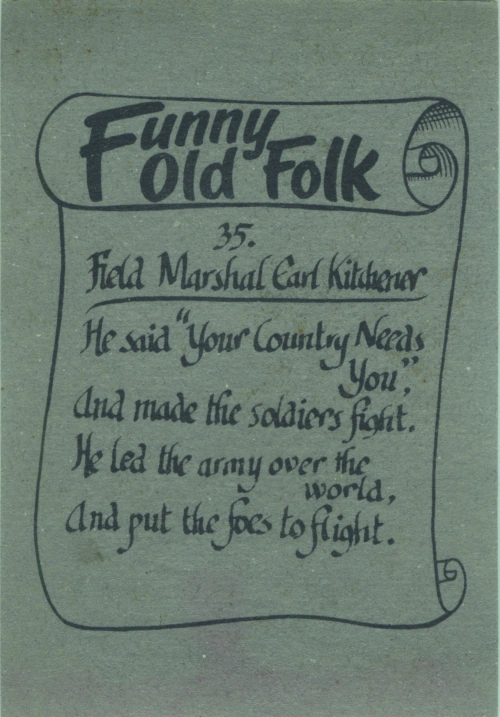 Funny
Old Folk
35.
Field Marshal Earl Kitchener
He said "Your Country Needs
You",
And made the soldiers fight.
He led the army over the
world,
And put the foes to flight.